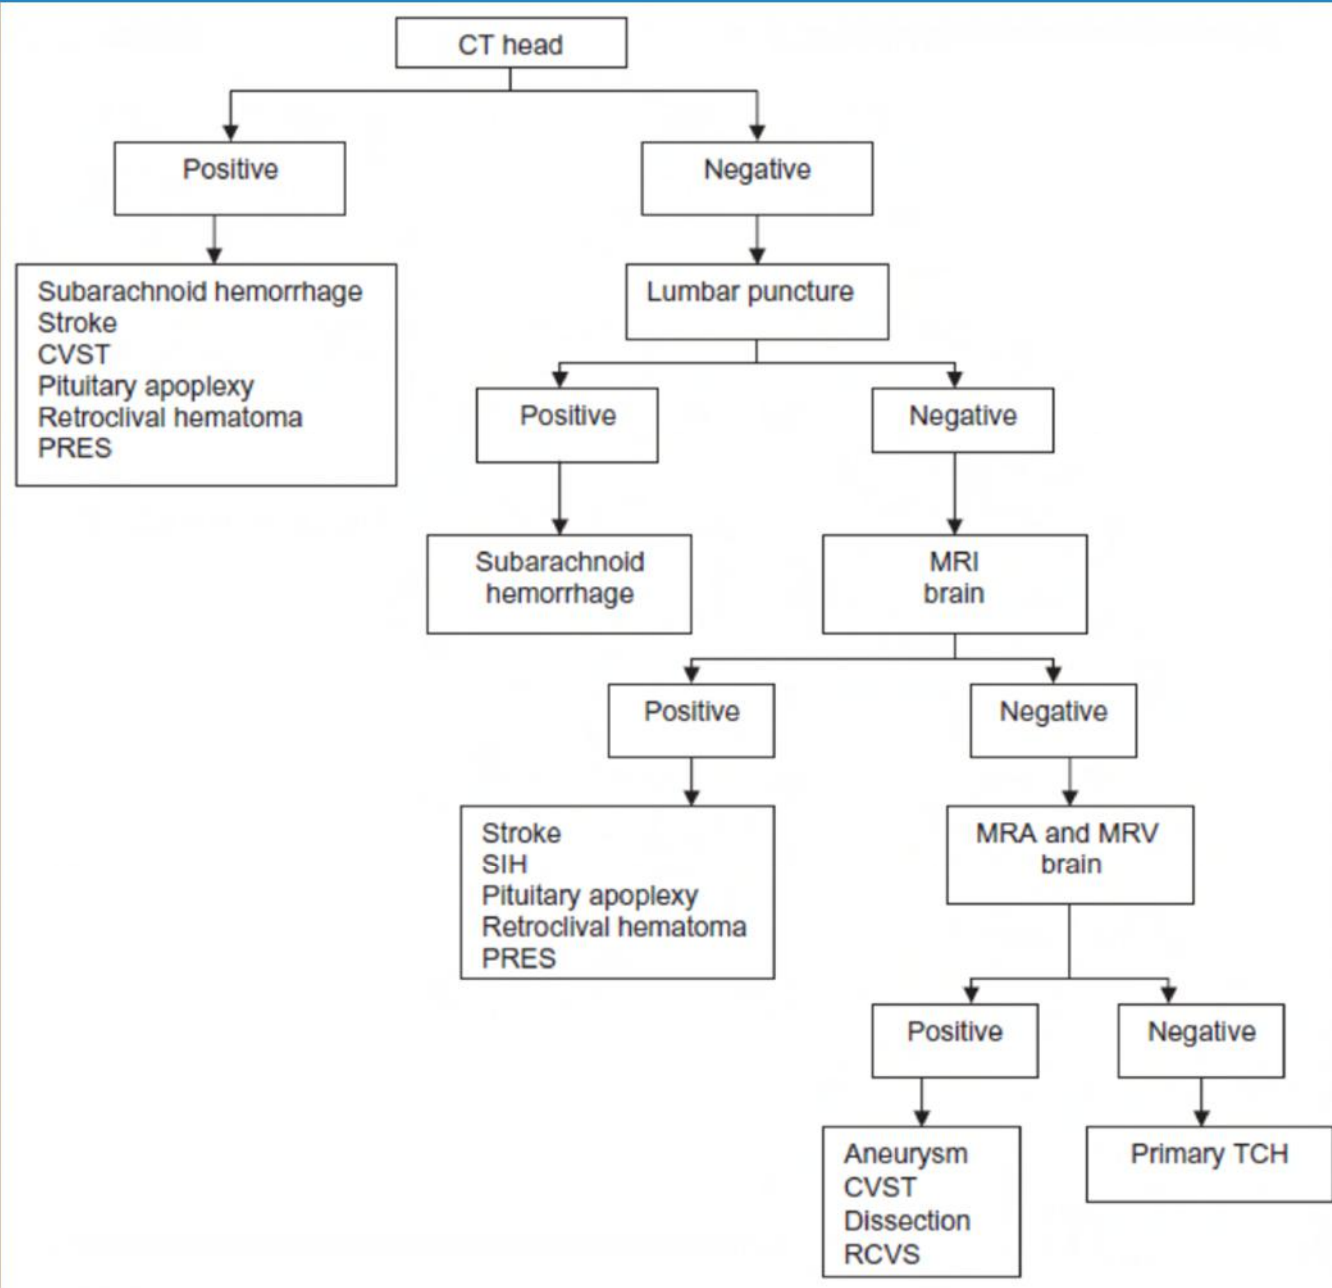 CT head
Positive
Negative
Subarachnoid hemorrhage
Stroke
CVST
Pituitary apoplexy
Retroclival hematoma
PRES
Lumbar puncture
Positive
Negative
Subarachnoid
hemorrhage
MRI
brain
Positive
Negative
Stroke
SIH
Pituitary apoplexy
Retroclival hematoma
PRES
MRA and MRV
brain
Positive
Negative
Aneurysm
CVST
Dissection
RCVS
Primary TCH